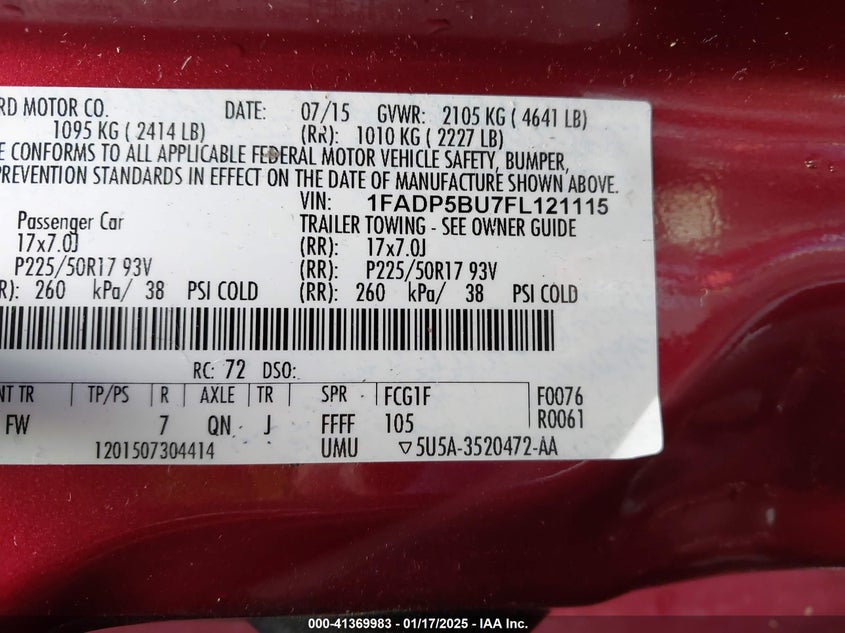 RD MOTOR CO. DATE: 07/15 GVWR: 2105 KG ( 4641 LB)
1095 KG ( 2414 LB) (RR): 1010 KG ( 2227 LB)
E CONFORMS TO ALL APPLICABLE FEDERAL MOTOR VEHICLE SAFETY, BUMPER,
PREVENTION STANDARDS IN EFFECT ON THE DATE OF MANUFACTURE SHOWN ABOVE.
VIN: 1FADP5BU7FL121115
Passenger Car TRAILER TOWING - SEE OWNER GUIDE
17x7.0J (RR): 17x7.0J
P225/50R17 93V (RR): P225/50R17 93V
R): 260 kPa/ 38 PSI COLD (RR): 260 kPa/ 38 PSI COLD
RC: 72 DSO:
NT TR TP/PS R AXLE TR SPR FCG1F F0076
FW 7 QN J FFFF 105 R0061
1201507304414 UMU ▽5U5A-3520472-AA
000-41369983 - 01/17/2025 - IAA Inc.